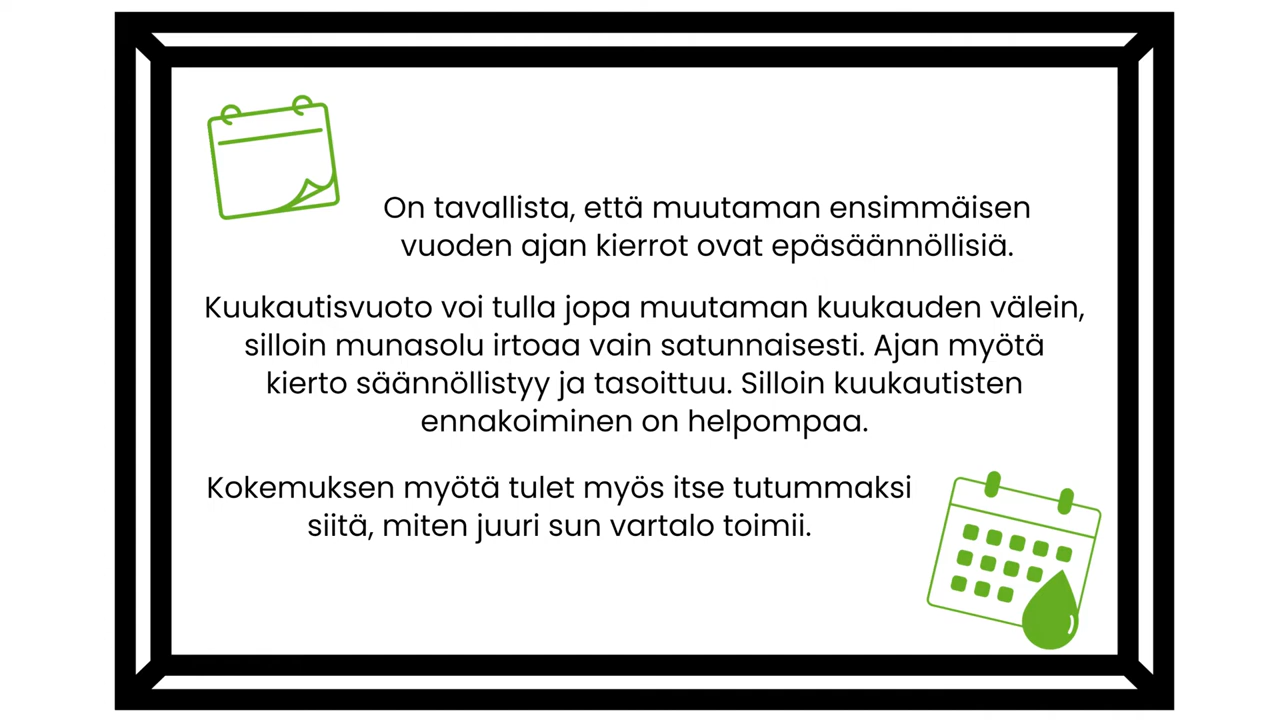 On tavallista, että muutaman ensimmäisen
vuoden ajan kierrot ovat epäsäännöllisiä.
Kuukautisvuoto voi tulla jopa muutaman kuukauden välein,
silloin munasolu irtoaa vain satunnaisesti. Ajan myötä
kierto säännöllistyy ja tasoittuu. Silloin kuukautisten
ennakoiminen on helpompaa.
Kokemuksen myötä tulet myös itse tutummaksi
siitä, miten juuri sun vartalo toimii.